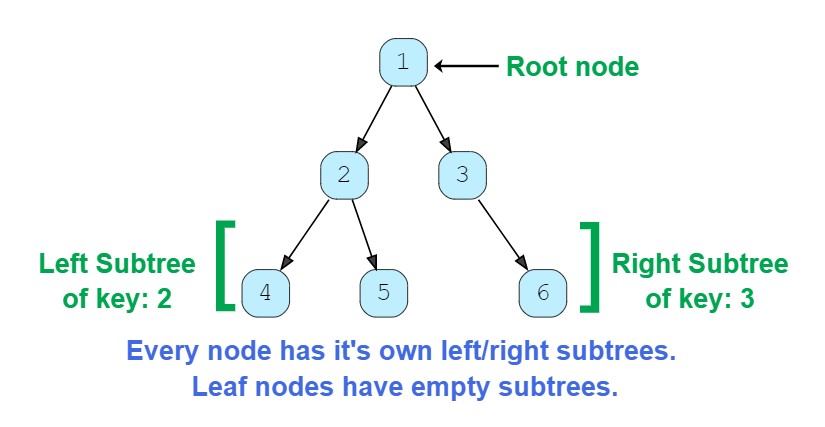 1
Root node
2
3
Left Subtree
of key: 2
4
5
6
Right Subtree
of key: 3
Every node has it's own left/right subtrees.
Leaf nodes have empty subtrees.